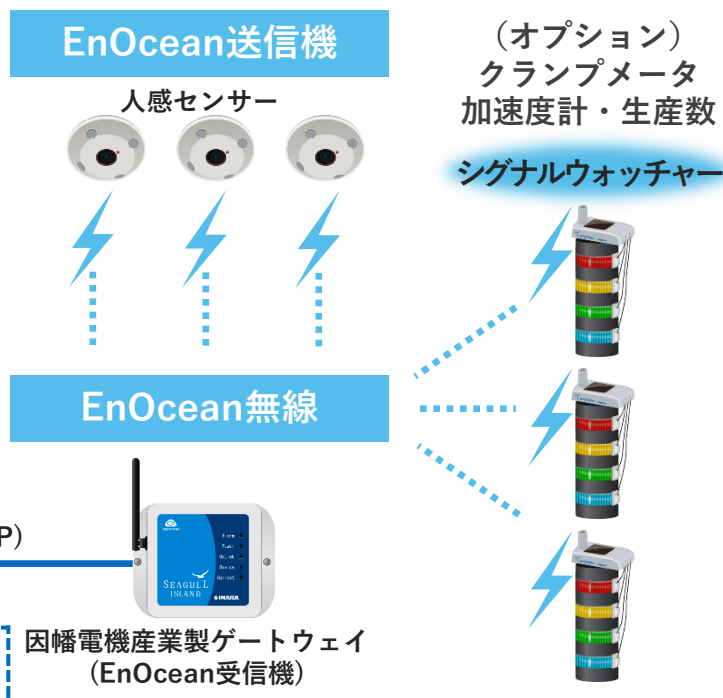 EnOcean送信機
人感センサー
(オプション)
クランプメータ
加速度計・生産数
シグナルウォッチャー
EnOcean無線
P)
SEAGULL
ISLAND
INABA
因幡電機産業製ゲートウェイ
(EnOcean受信機)